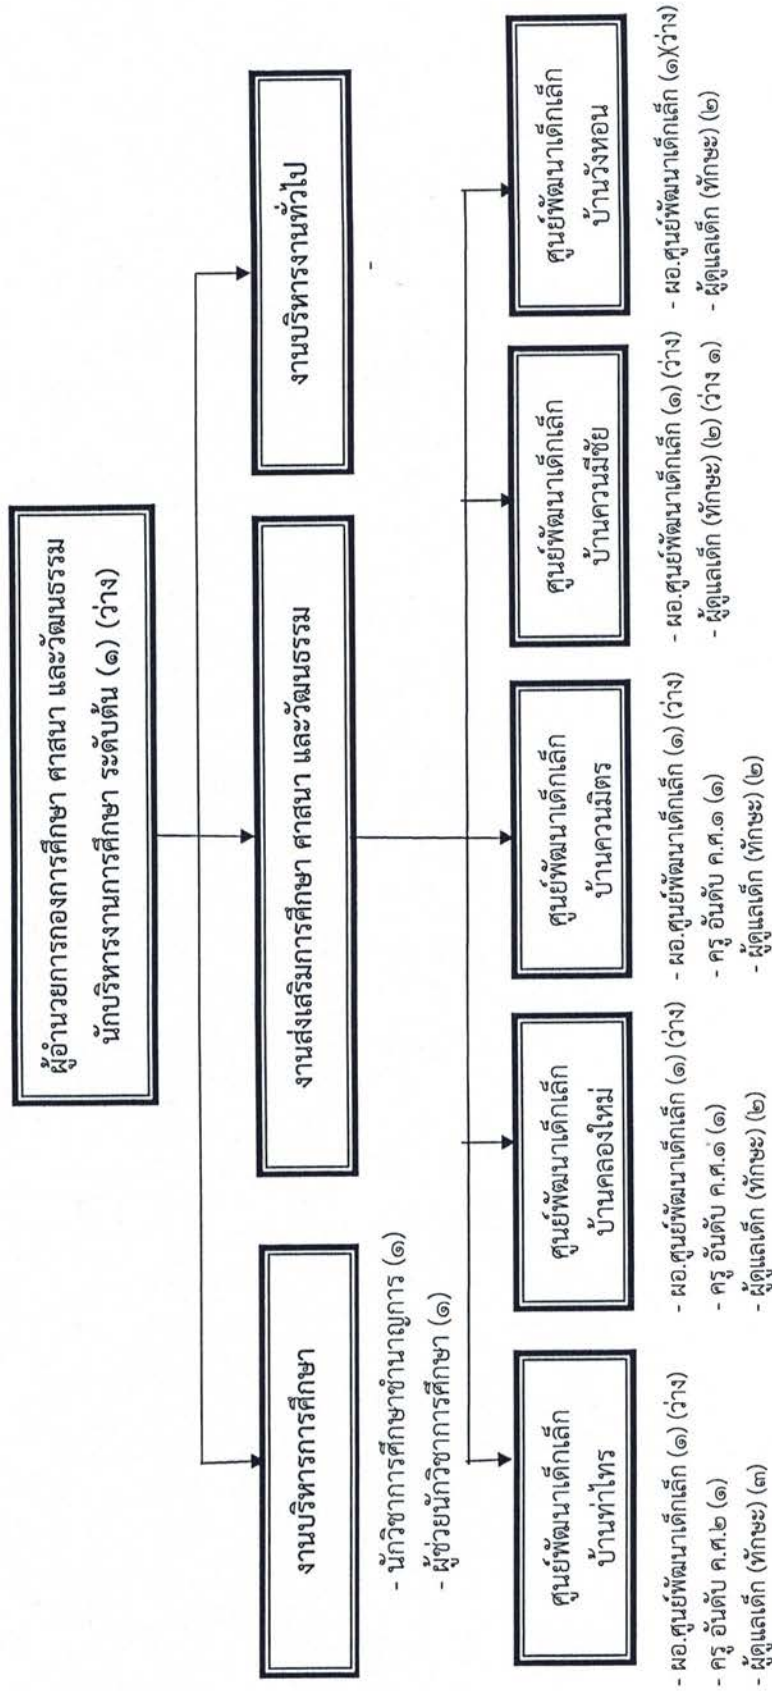 ผู้อำนวยการกองการศึกษา ศาสนา และวัฒนธรรม
นักบริหารงานการศึกษา ระดับต้น (๑) (ว่าง)
งานบริหารการศึกษา
- นักวิชาการศึกษาชำนาญการ (๑)
- ผู้ช่วยนักวิชาการศึกษา (๑)
งานส่งเสริมการศึกษา ศาสนา และวัฒนธรรม
งานบริหารงานทั่วไป
-
ศูนย์พัฒนาเด็กเล็ก
บ้านท่าไทร
- ผอ.ศูนย์พัฒนาเด็กเล็ก (๑) (ว่าง)
- ครู อันดับ ค.ศ.๒ (๑)
- ผู้ดูแลเด็ก (ทักษะ) (๓)
ศูนย์พัฒนาเด็กเล็ก
บ้านคลองใหม่
- ผอ.ศูนย์พัฒนาเด็กเล็ก (๑) (ว่าง)
- ครู อันดับ ค.ศ.๑ (๑)
- ผู้ดูแลเด็ก (ทักษะ) (๒)
ศูนย์พัฒนาเด็กเล็ก
บ้านควนมิตร
- ผอ.ศูนย์พัฒนาเด็กเล็ก (๑) (ว่าง)
- ครู อันดับ ค.ศ.๑ (๑)
- ผู้ดูแลเด็ก (ทักษะ) (๒)
ศูนย์พัฒนาเด็กเล็ก
บ้านควนมีชัย
- ผอ.ศูนย์พัฒนาเด็กเล็ก (๑) (ว่าง)
- ผู้ดูแลเด็ก (ทักษะ) (๒) (ว่าง ๑)
ศูนย์พัฒนาเด็กเล็ก
บ้านวังหอน
- ผอ.ศูนย์พัฒนาเด็กเล็ก (๑)(ว่าง)
- ผู้ดูแลเด็ก (ทักษะ) (๒)